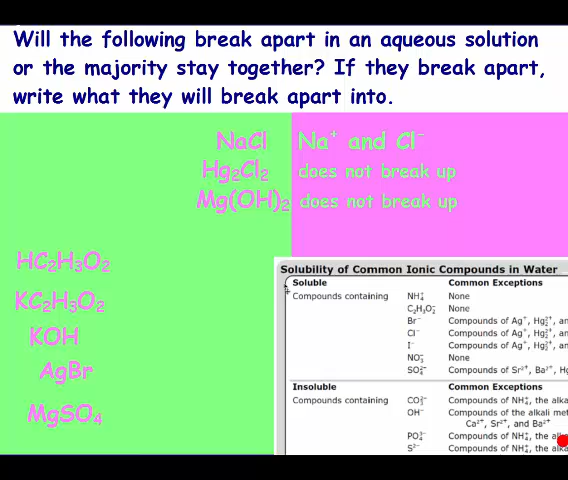 Will the following break apart in an aqueous solution
or the majority stay together? If they break apart,
write what they will break apart into.
NaCl Na⁺ and Cl⁻
Hg₂Cl₂ does not break up
Mg(OH)₂ does not break up
HC₂H₃O₂
KC₂H₃O₂
KOH
AgBr
MgSO₄
Solubility of Common Ionic Compounds in Water
Soluble Common Exceptions
Compounds containing NH₄⁺ None
C₂H₃O₂⁻ None
Br⁻ Compounds of Ag⁺, Hg₂²⁺, an
Cl⁻ Compounds of Ag⁺, Hg₂²⁺, an
I⁻ Compounds of Ag⁺, Hg₂²⁺, an
NO₃⁻ None
SO₄²⁻ Compounds of Sr²⁺, Ba²⁺, Hg
Insoluble Common Exceptions
Compounds containing CO₃²⁻ Compounds of NH₄⁺, the alka
OH⁻ Compounds of the alkali met
Ca²⁺, Sr²⁺, and Ba²⁺
PO₄³⁻ Compounds of NH₄⁺, the alk
S²⁻ Compounds of NH₄⁺, the alka